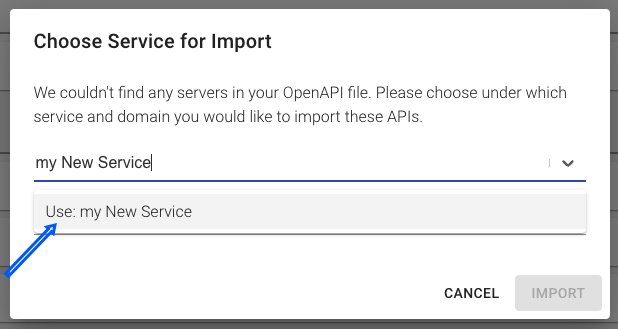 Choose Service for Import
We couldn't find any servers in your OpenAPI file. Please choose under which
service and domain you would like to import these APIs.
my New Service
Use: my New Service
CANCEL
IMPORT